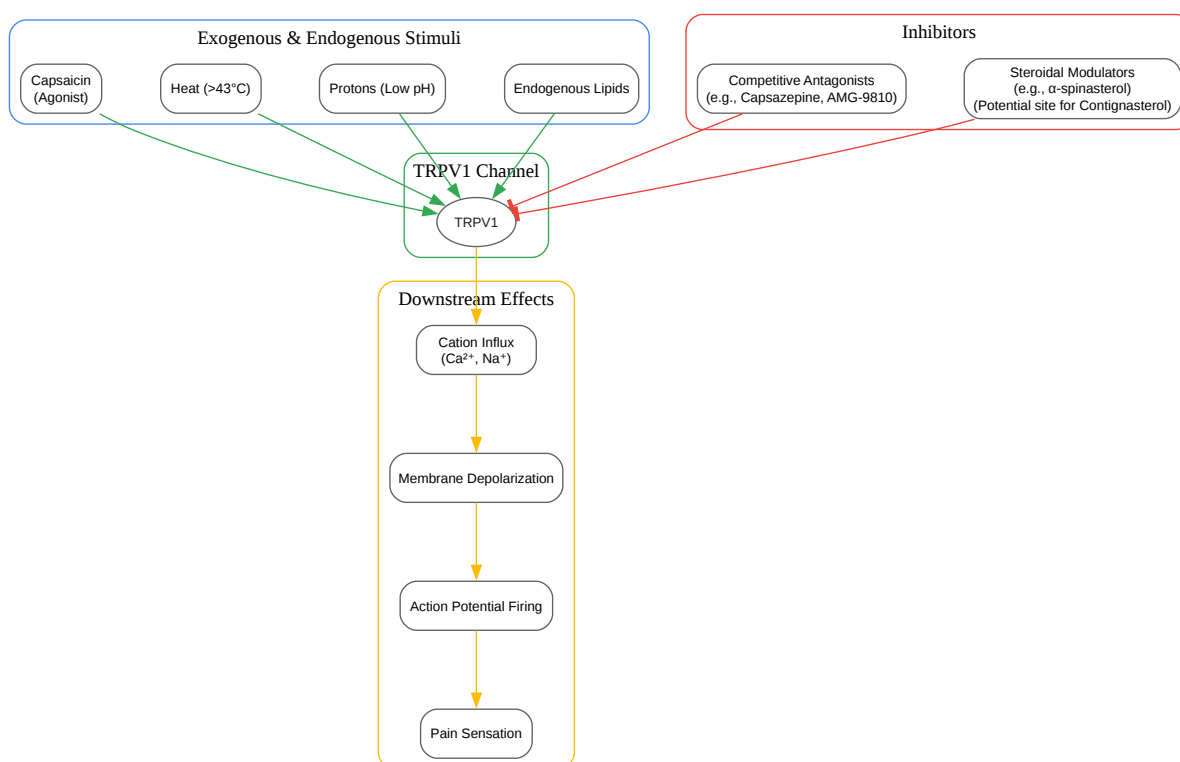 Exogenous & Endogenous Stimuli
Capsaicin
(Agonist)
Heat (>43°C)
Protons (Low pH)
Endogenous Lipids
Inhibitors
Competitive Antagonists
(e.g., Capsazepine, AMG-9810)
Steroidal Modulators
(e.g., α-spinasterol)
(Potential site for Contignasterol)
TRPV1 Channel
TRPV1
Downstream Effects
Cation Influx
(Ca²⁺, Na⁺)
Membrane Depolarization
Action Potential Firing
Pain Sensation